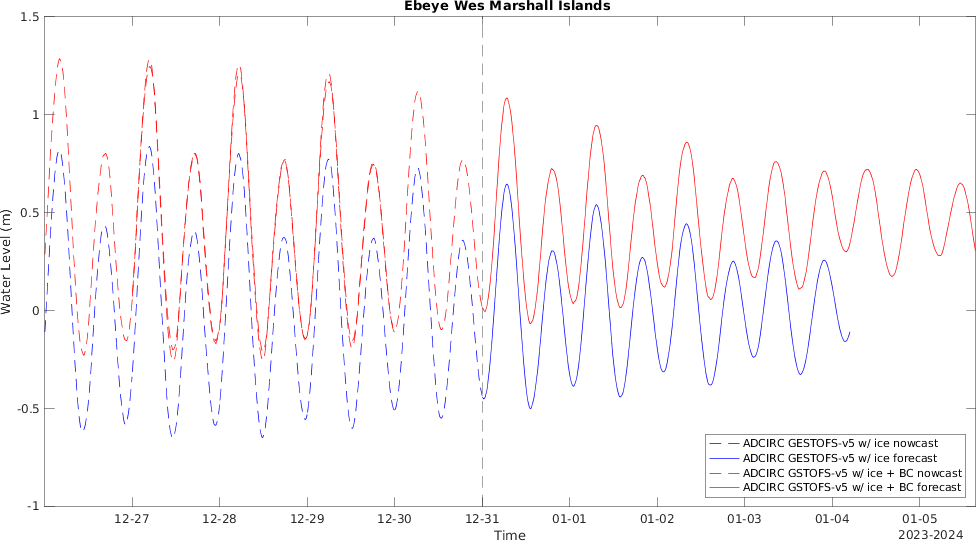 Ebeye Wes Marshall Islands
1.5
1
0.5
0
-0.5
-1
Water Level (m)
12-27 12-28 12-29 12-30 12-31 01-01 01-02 01-03 01-04 01-05
Time
2023-2024
ADCIRC GESTOFS-v5 w/ ice nowcast
ADCIRC GESTOFS-v5 w/ ice forecast
ADCIRC GSTOFS-v5 w/ ice + BC nowcast
ADCIRC GSTOFS-v5 w/ ice + BC forecast